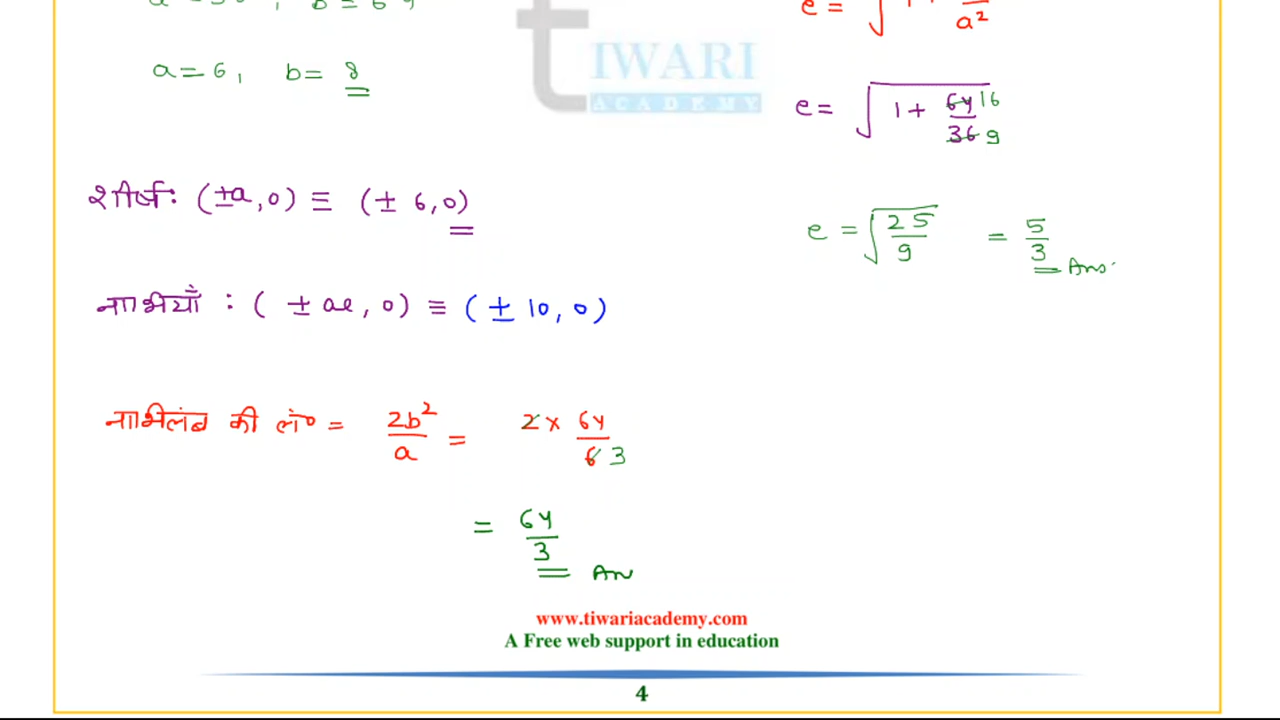 a = 6, b = 8
TIWARI
ACADEMY
शीर्ष: (±a, 0) ≡ (± 6, 0)
नाभियाँ : ( ± ae, 0) ≡ (± 10, 0)
नाभिलंब की लं० = 2b²/a = 2 × 64/6 3
= 64/3 An
e = √ a²
e = √ 1 + 64/36 16/9
e = √ 25/9 = 5/3 Ans.
www.tiwariacademy.com
A Free web support in education
4